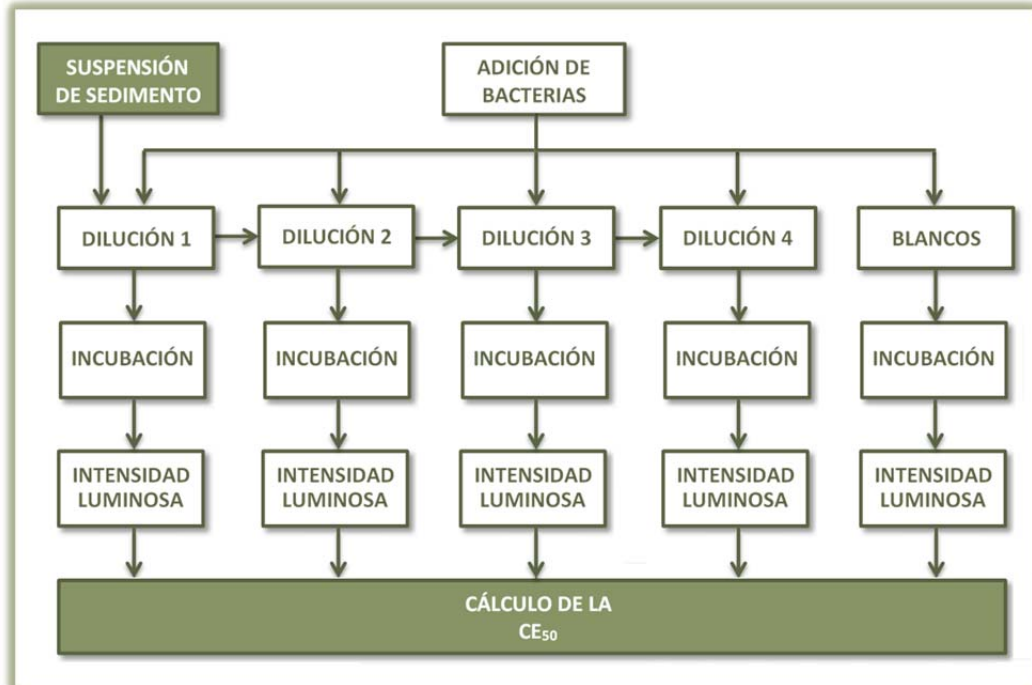 SUSPENSIÓN
DE SEDIMENTO
ADICIÓN DE
BACTERIAS
DILUCIÓN 1
DILUCIÓN 2
DILUCIÓN 3
DILUCIÓN 4
BLANCOS
INCUBACIÓN
INCUBACIÓN
INCUBACIÓN
INCUBACIÓN
INCUBACIÓN
INTENSIDAD
LUMINOSA
INTENSIDAD
LUMINOSA
INTENSIDAD
LUMINOSA
INTENSIDAD
LUMINOSA
INTENSIDAD
LUMINOSA
CÁLCULO DE LA
CE₅₀